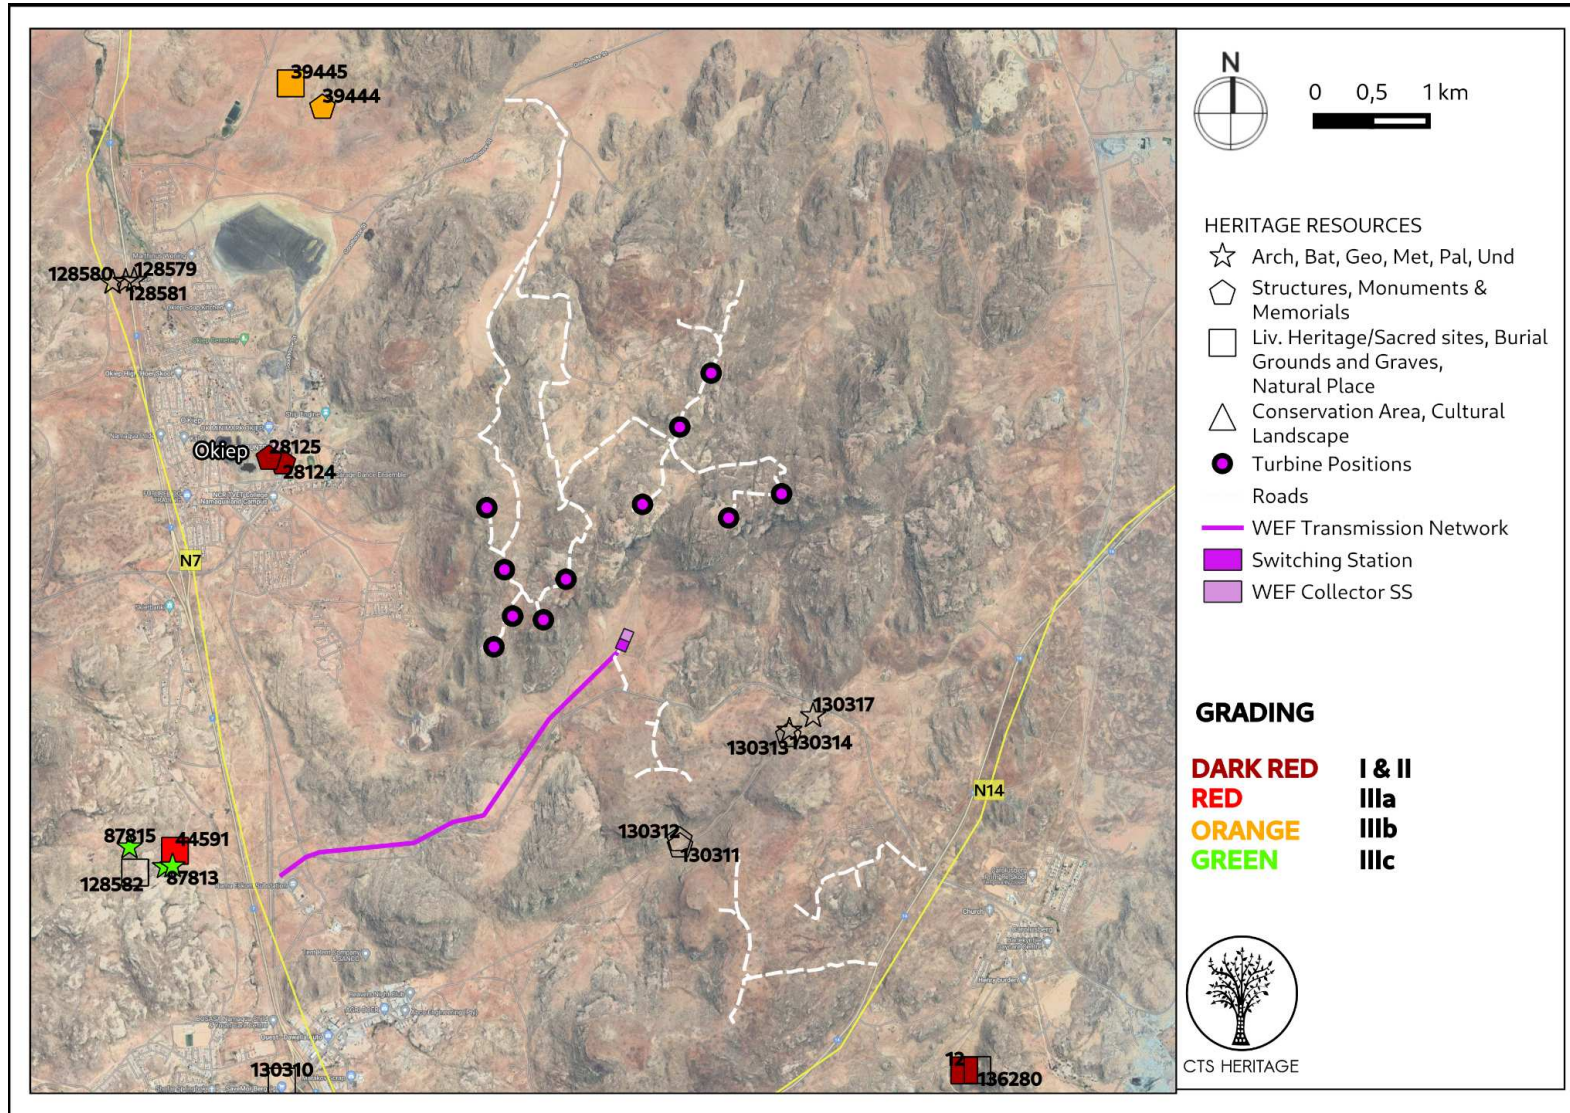 39445
39444
128580
128579
128581
Okiep
28125
28124
N7
130317
130313
130314
N14
130312
130311
87815
44591
128582
87813
130310
12
136280
N
0 0,5 1 km
HERITAGE RESOURCES
Arch, Bat, Geo, Met, Pal, Und
Structures, Monuments &
Memorials
Liv. Heritage/Sacred sites, Burial
Grounds and Graves,
Natural Place
Conservation Area, Cultural
Landscape
Turbine Positions
Roads
WEF Transmission Network
Switching Station
WEF Collector SS
GRADING
DARK RED I & II
RED IIIa
ORANGE IIIb
GREEN IIIc
CTS HERITAGE